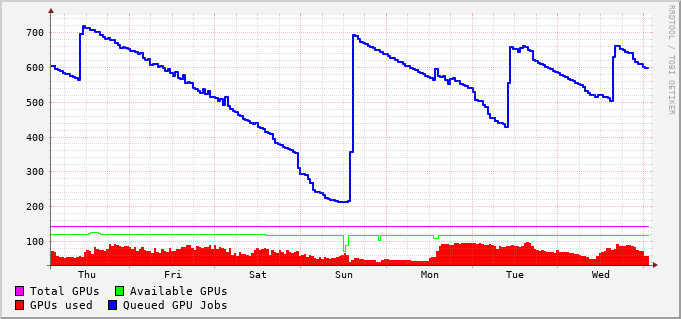 700
600
500
400
300
200
100
Thu Fri Sat Sun Mon Tue Wed
Total GPUs Available GPUs
GPUs used Queued GPU Jobs
RRDTOOL / TOBI OETIKER